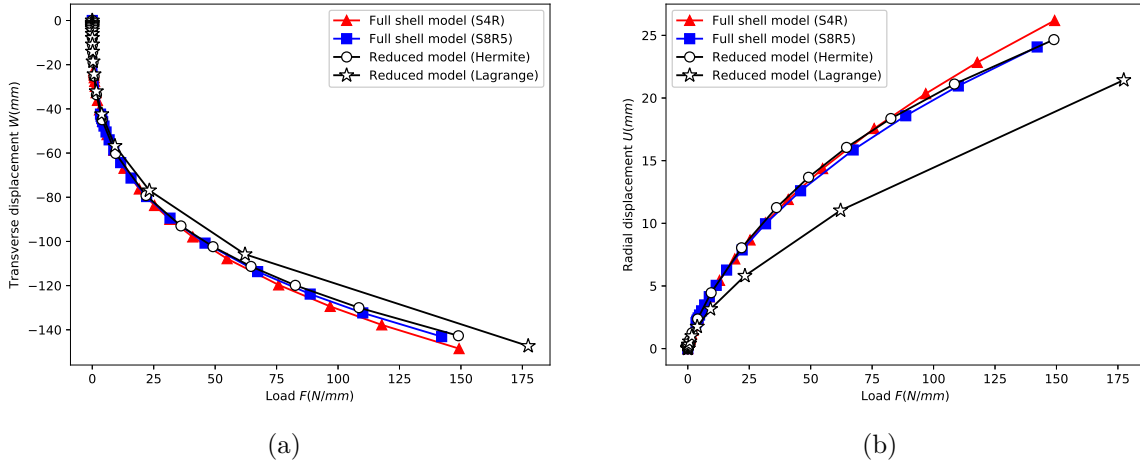 Full shell model (S4R)
Full shell model (S8R5)
Reduced model (Hermite)
Reduced model (Lagrange)
Transverse displacement W(mm)
0
−20
−40
−60
−80
−100
−120
−140
0
25
50
75
100
125
150
175
Load F(N/mm)
(a)
Full shell model (S4R)
Full shell model (S8R5)
Reduced model (Hermite)
Reduced model (Lagrange)
Radial displacement U(mm)
25
20
15
10
5
0
0
25
50
75
100
125
150
175
Load F(N/mm)
(b)